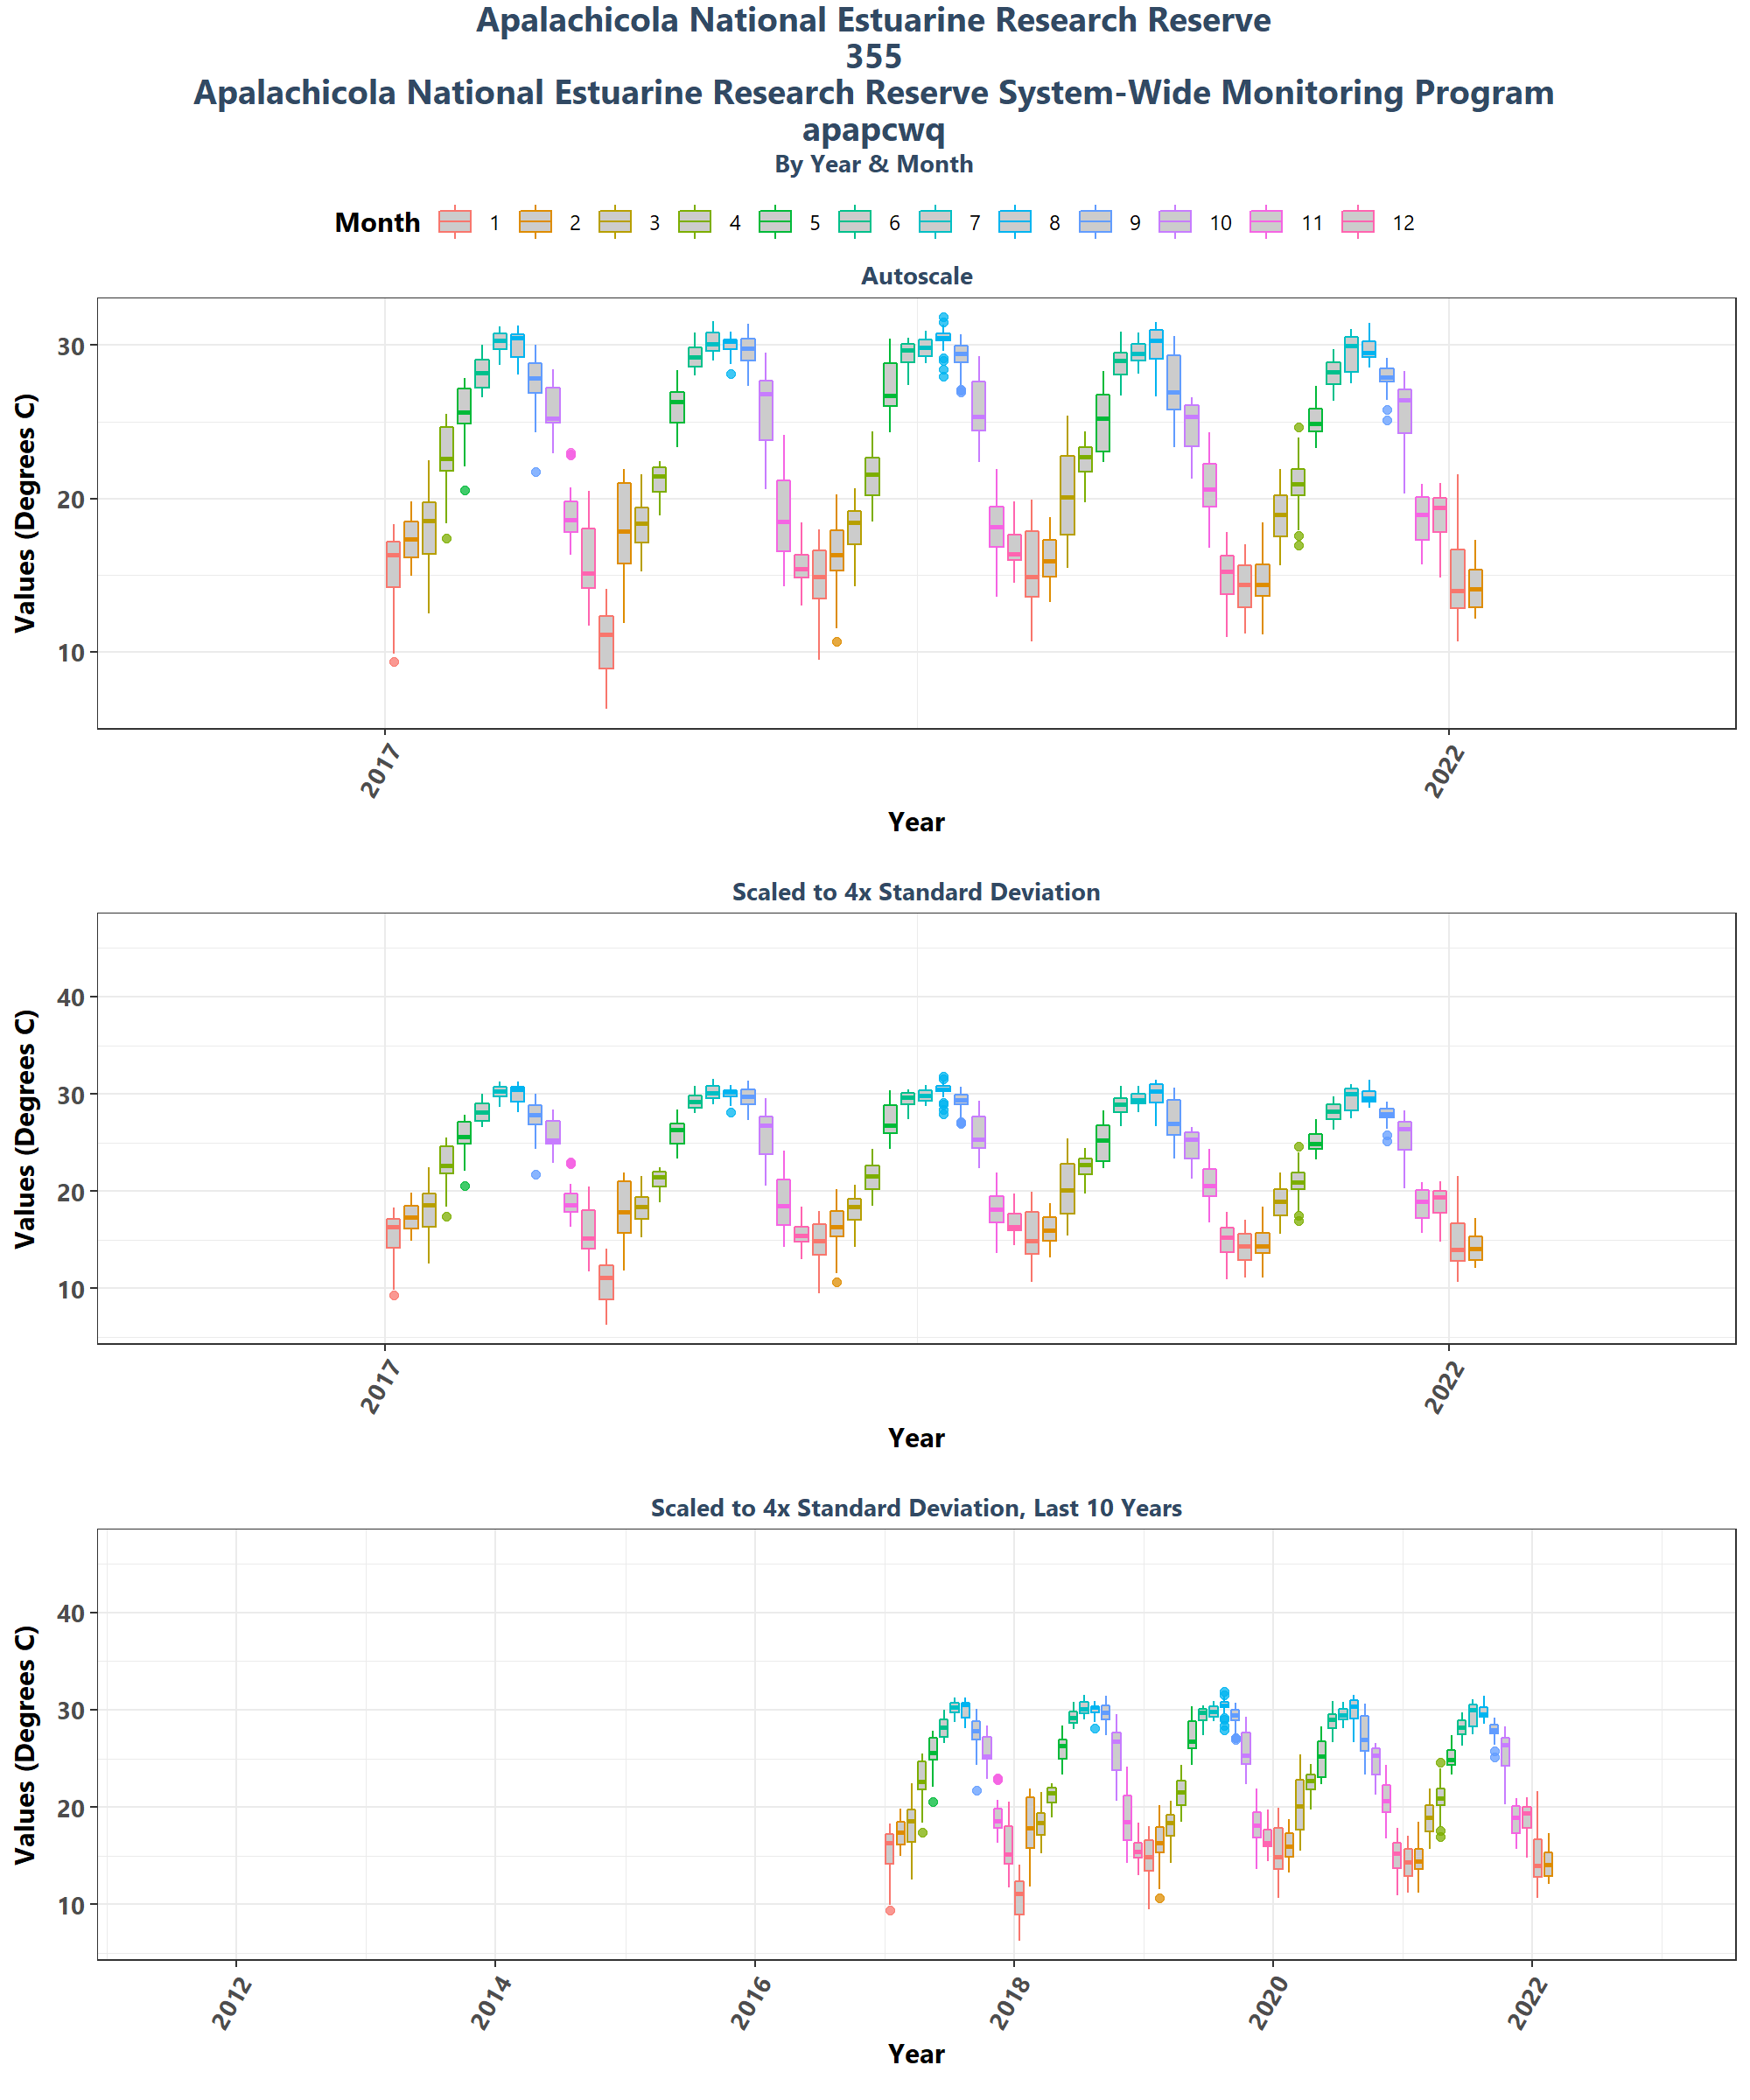 Apalachicola National Estuarine Research Reserve
355
Apalachicola National Estuarine Research Reserve System-Wide Monitoring Program
apapcwq
By Year & Month
Month 1 2 3 4 5 6 7 8 9 10 11 12
Autoscale
Values (Degrees C)
30
20
10
2017 2022
Year
Scaled to 4x Standard Deviation
Values (Degrees C)
40
30
20
10
2017 2022
Year
Scaled to 4x Standard Deviation, Last 10 Years
Values (Degrees C)
40
30
20
10
2012 2014 2016 2018 2020 2022
Year